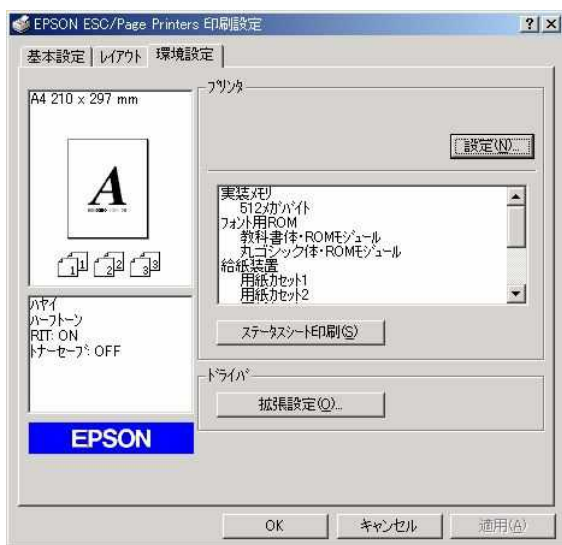 EPSON ESC/Page Printers 印刷設定
基本設定 レイアウト 環境設定
A4 210 x 297 mm
A
1 1 2 2 3 3
ハヤイ
ハーフトーン
RIT: ON
トナーセーブ: OFF
EPSON
プリンタ
設定(N)...
実装メモリ
512メガバイト
フォント用ROM
教科書体・ROMモジュール
丸ゴシック体・ROMモジュール
給紙装置
用紙カセット1
用紙カセット2
ステータスシート印刷(S)
ドライバ
拡張設定(O)...
OK キャンセル 適用(A)